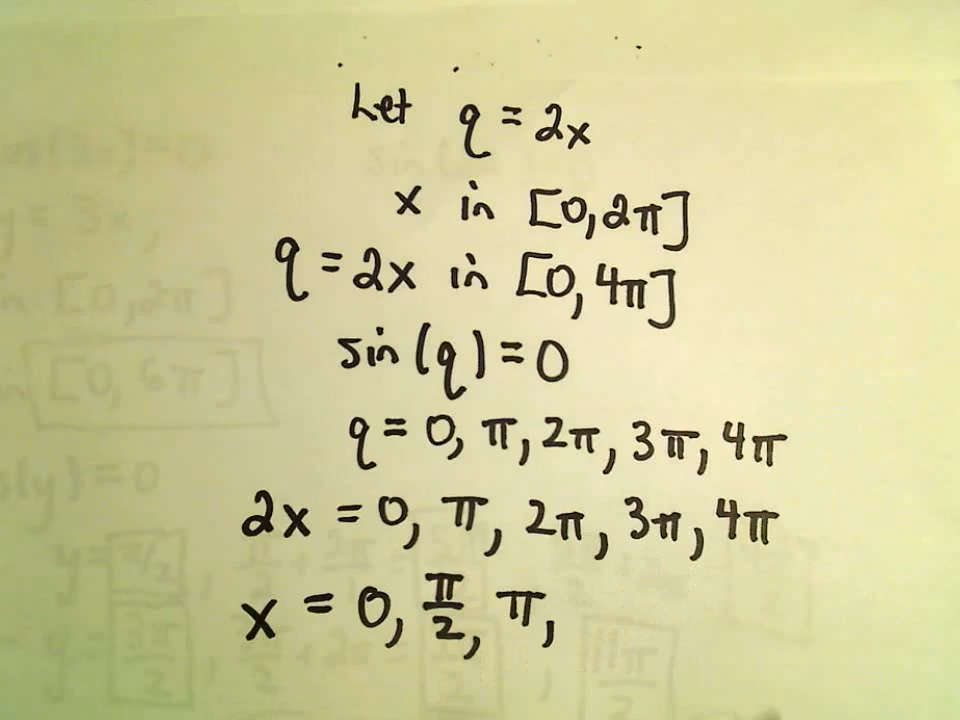 Let q = 2x
x in [0, 2π]
q = 2x in [0, 4π]
sin(q) = 0
q = 0, π, 2π, 3π, 4π
2x = 0, π, 2π, 3π, 4π
x = 0, π/2, π,